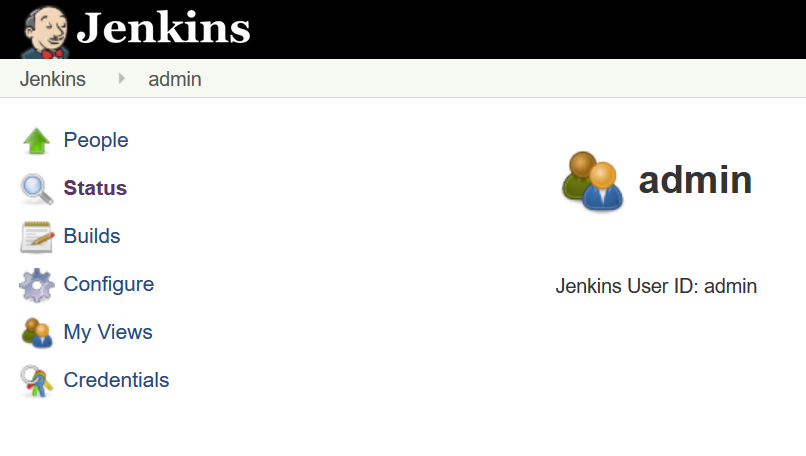 Jenkins
Jenkins admin
People
Status
Builds
Configure
My Views
Credentials
admin
Jenkins User ID: admin